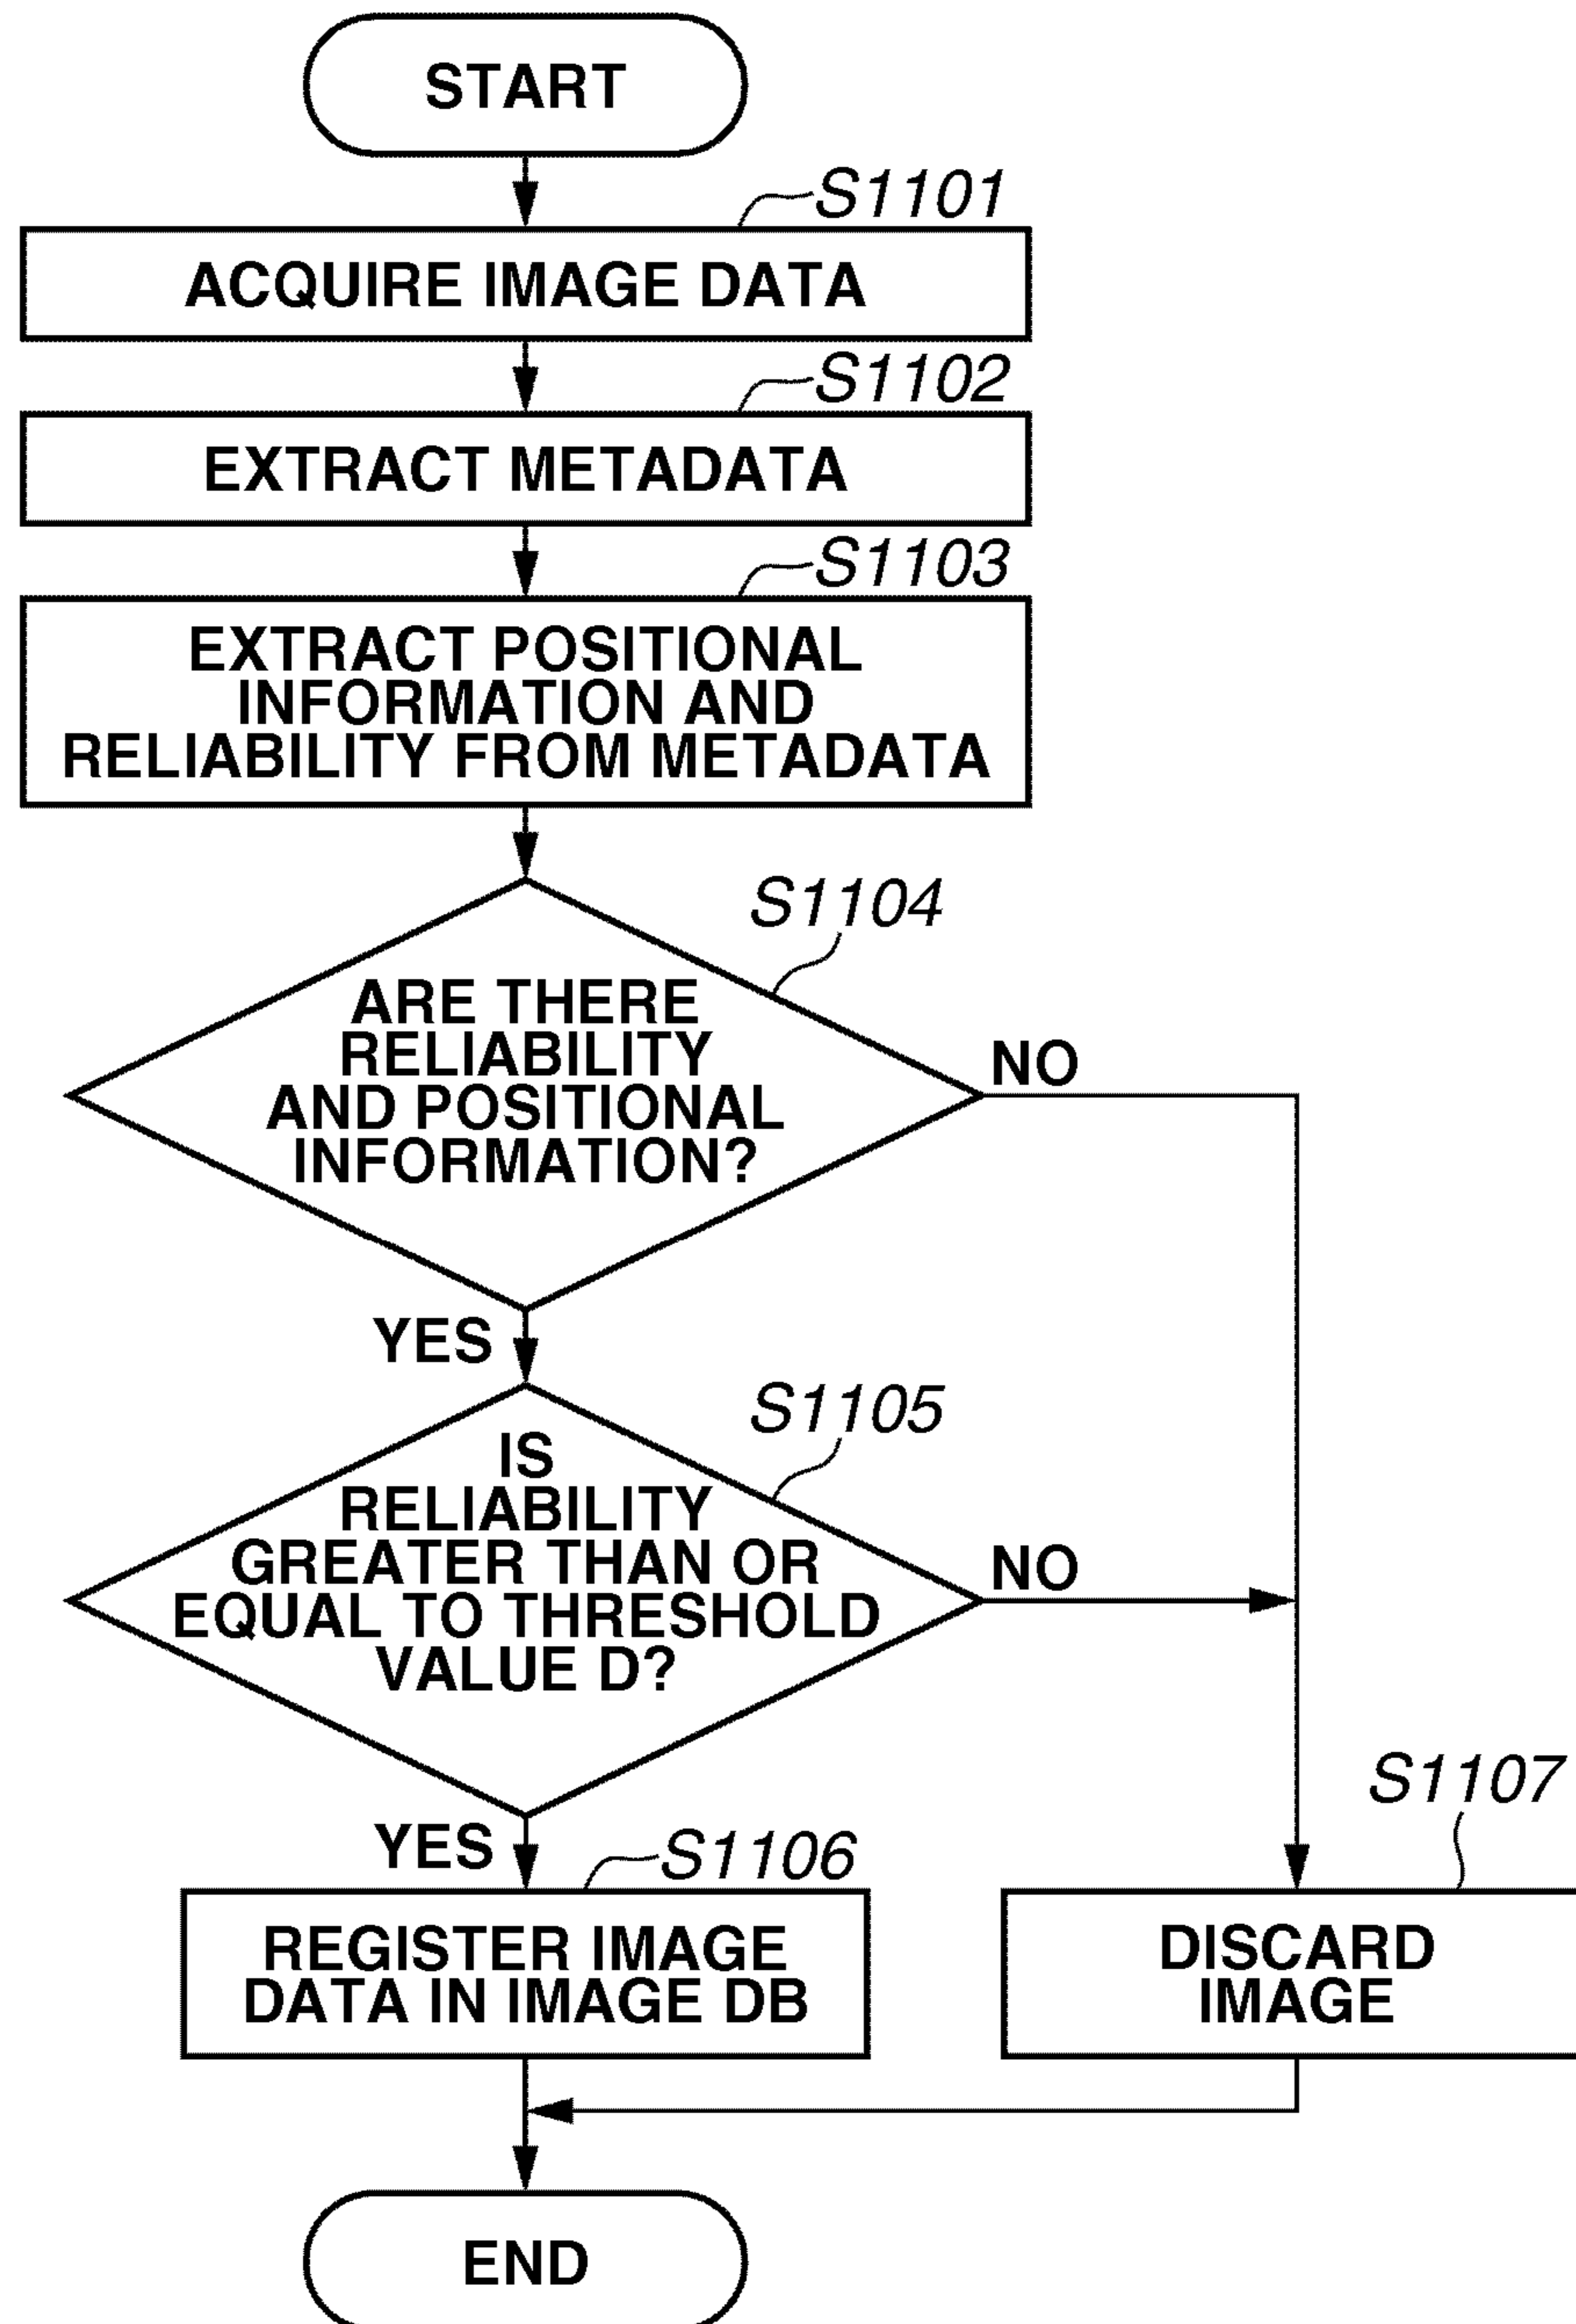 START
S1101
ACQUIRE IMAGE DATA
S1102
EXTRACT METADATA
S1103
EXTRACT POSITIONAL
INFORMATION AND
RELIABILITY FROM METADATA
S1104
ARE THERE
RELIABILITY
AND POSITIONAL
INFORMATION?
NO
YES
S1105
IS
RELIABILITY
GREATER THAN OR
EQUAL TO THRESHOLD
VALUE D?
NO
YES
S1106
REGISTER IMAGE
DATA IN IMAGE DB
S1107
DISCARD
IMAGE
END